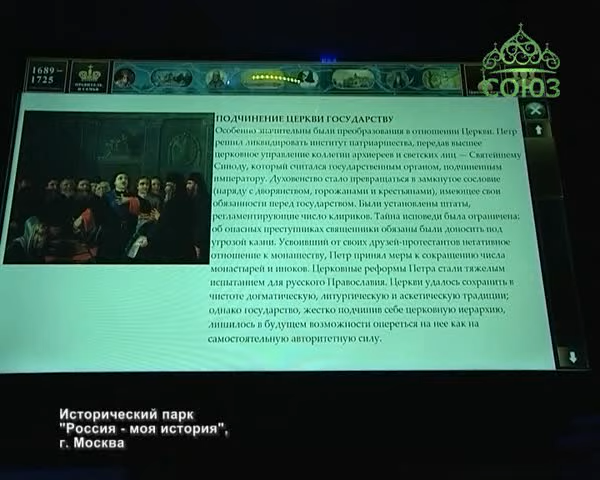 1689–
1725
ПРАВИТЕЛЬ
И СЕМЬЯ
СОЮЗ
ПОДЧИНЕНИЕ ЦЕРКВИ ГОСУДАРСТВУ
Особенно значительны были преобразования в отношении Церкви. Петр
решил ликвидировать институт патриаршества, передав высшее
церковное управление коллегии архиереев и светских лиц — Святейшему
Синоду, который считался государственным органом, подчиненным
императору. Духовенство стало превращаться в замкнутое сословие
(наряду с дворянством, горожанами и крестьянами), имеющее свои
обязанности перед государством. Были установлены штаты,
регламентирующие число клириков. Тайна исповеди была ограничена:
об опасных преступниках священники обязаны были доносить под
угрозой казни. Усвоивший от своих друзей-протестантов негативное
отношение к монашеству, Петр принял меры к сокращению числа
монастырей и иноков. Церковные реформы Петра стали тяжелым
испытанием для русского Православия. Церкви удалось сохранить в
чистоте догматическую, литургическую и аскетическую традиции;
однако государство, жестко подчинив себе церковную иерархию,
лишилось в будущем возможности опереться на нее как на
самостоятельную авторитетную силу.
Исторический парк
"Россия - моя история",
г. Москва